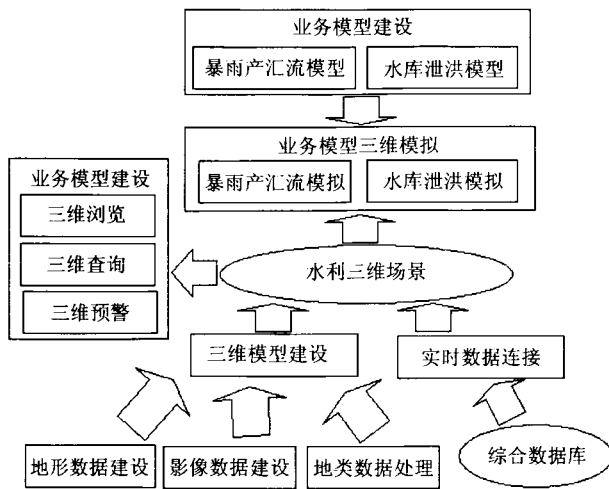 业务模型建设
暴雨产汇流模型
水库泄洪模型
业务模型三维模拟
暴雨产汇流模拟
水库泄洪模拟
业务模型建设
三维浏览
三维查询
三维预警
水利三维场景
三维模型建设
实时数据连接
地形数据建设
影像数据建设
地类数据处理
综合数据库